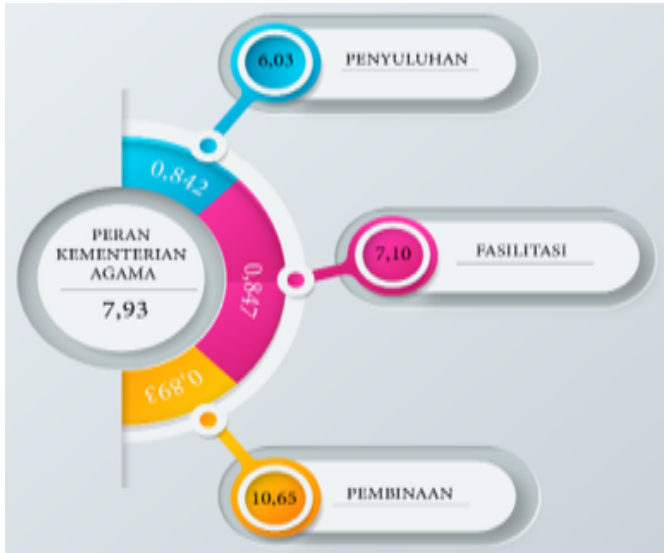 6,03
PENYULUHAN
0,842
PERAN
KEMENTERIAN
AGAMA
7,93
0,847
7,10
FASILITASI
0,893
10,65
PEMBINAAN